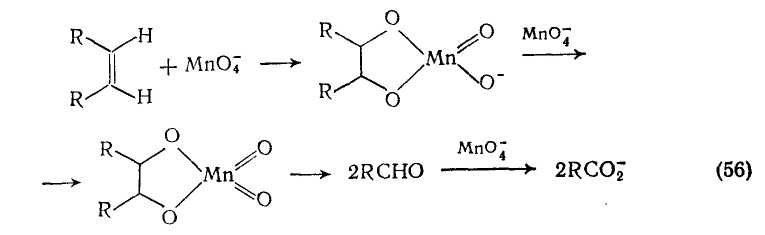 R H
R H + MnO₄⁻ → R R O O Mn O O⁻ MnO₄⁻ →
→ R R O O Mn O O → 2RCHO MnO₄⁻ → 2RCO₂⁻ (56)